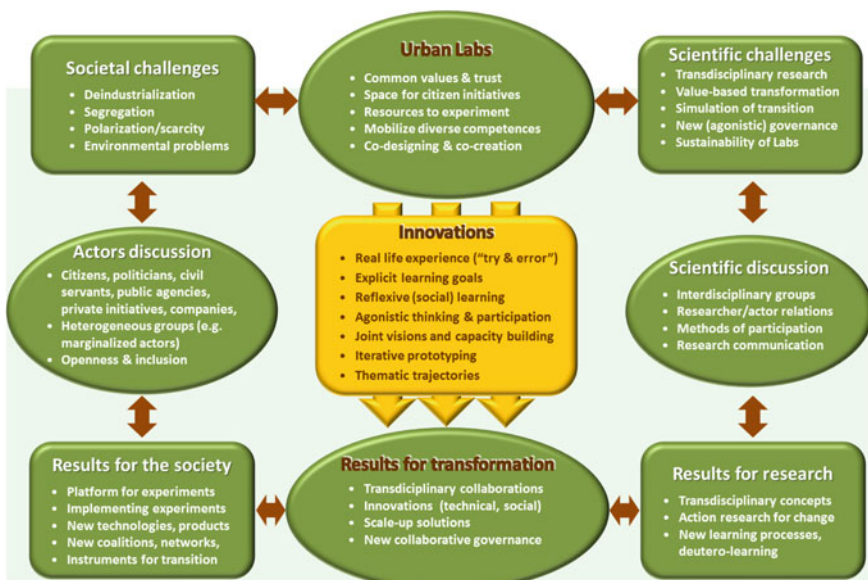 Societal challenges
• Deindustrialization
• Segregation
• Polarization/scarcity
• Environmental problems
Urban Labs
• Common values & trust
• Space for citizen initiatives
• Resources to experiment
• Mobilize diverse competences
• Co-designing & co-creation
Scientific challenges
• Transdisciplinary research
• Value-based transformation
• Simulation of transition
• New (agonistic) governance
• Sustainability of Labs
Actors discussion
• Citizens, politicians, civil
servants, public agencies,
private initiatives, companies,
• Heterogeneous groups (e.g.
marginalized actors)
• Openness & inclusion
Innovations
• Real life experience (“try & error”)
• Explicit learning goals
• Reflexive (social) learning
• Agonistic thinking & participation
• Joint visions and capacity building
• Iterative prototyping
• Thematic trajectories
Scientific discussion
• Interdisciplinary groups
• Researcher/actor relations
• Methods of participation
• Research communication
Results for the society
• Platform for experiments
• Implementing experiments
• New technologies, products
• New coalitions, networks,
• Instruments for transition
Results for transformation
• Transdiciplinary collaborations
• Innovations (technical, social)
• Scale-up solutions
• New collaborative governance
Results for research
• Transdisciplinary concepts
• Action research for change
• New learning processes,
deutero-learning